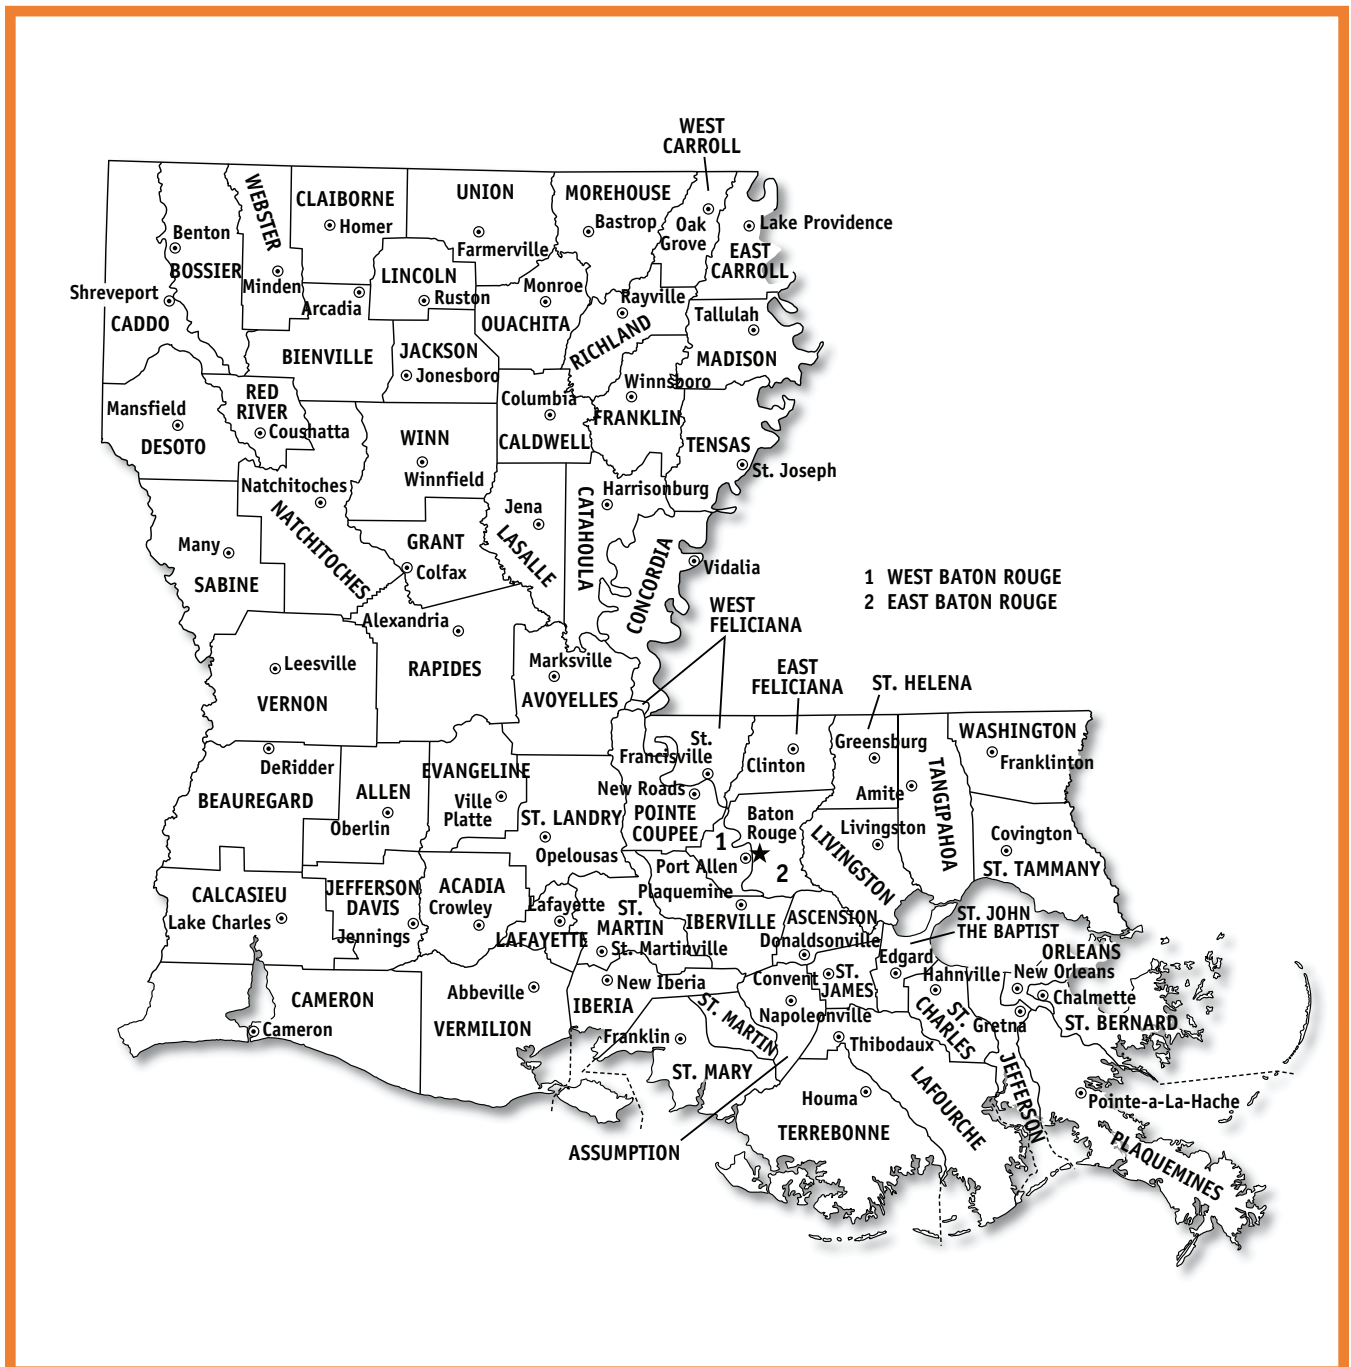 WEST
CARROLL
WEBSTER
CLAIBORNE
Homer
UNION
Farmerville
MOREHOUSE
Bastrop
Oak
Grove
Lake Providence
EAST
CARROLL
Benton
BOSSIER
Minden
Arcadia
LINCOLN
Ruston
Monroe
OUACHITA
Rayville
RICHLAND
Tallulah
MADISON
Shreveport
CADDO
BIENVILLE
JACKSON
Jonesboro
Columbia
CALDWELL
Winnsboro
FRANKLIN
TENSAS
St. Joseph
Mansfield
DESOTO
RED
RIVER
Coushatta
WINN
Winnfield
Natchitoches
NATCHITOCHES
Jena
LASALLE
CATAHOULA
Harrisonburg
CONCORDIA
Vidalia
Many
SABINE
GRANT
Colfax
1 WEST BATON ROUGE
2 EAST BATON ROUGE
WEST
FELICIANA
Alexandria
RAPIDES
Marksville
AVOYELLES
Leesville
VERNON
EAST
FELICIANA
ST. HELENA
St.
Francisville
Clinton
Greensburg
Amite
TANGIPAHOA
WASHINGTON
Franklinton
DeRidder
BEAUREGARD
ALLEN
Oberlin
EVANGELINE
Ville
Platte
ST. LANDRY
Opelousas
New Roads
POINTE
COUPEE
1
Baton
Rouge
Port Allen
2
LIVINGSTON
Livingston
Covington
ST. TAMMANY
CALCASIEU
Lake Charles
JEFFERSON
DAVIS
Jennings
ACADIA
Crowley
Lafayette
LAFAYETTE
ST.
MARTIN
St. Martinville
Plaquemine
IBERVILLE
ASCENSION
Donaldsonville
ST. JOHN
THE BAPTIST
Edgard
ORLEANS
New Orleans
Hahnville
Chalmette
ST. BERNARD
CAMERON
Cameron
Abbeville
VERMILION
New Iberia
IBERIA
Convent
ST.
JAMES
Napoleonville
ST. MARTIN
ST.
CHARLES
Gretna
Franklin
ST. MARY
Thibodaux
JEFFERSON
Houma
TERREBONNE
LAFOURCHE
Pointe-a-La-Hache
PLAQUEMINES
ASSUMPTION